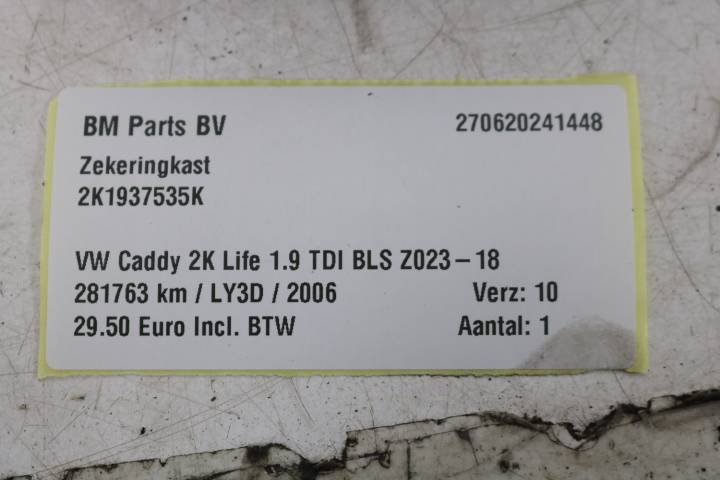 BM Parts BV 270620241448
Zekeringkast
2K1937535K
VW Caddy 2K Life 1.9 TDI BLS Z023-18
281763 km / LY3D / 2006 Verz: 10
29.50 Euro Incl. BTW Aantal: 1